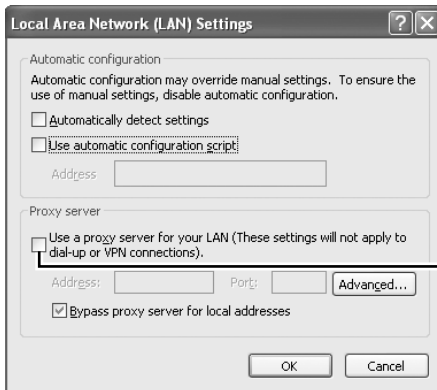 Local Area Network (LAN) Settings
Automatic configuration
Automatic configuration may override manual settings. To ensure the
use of manual settings, disable automatic configuration.
Automatically detect settings
Use automatic configuration script
Address
Proxy server
Use a proxy server for your LAN (These settings will not apply to
dial-up or VPN connections).
Address: Port: Advanced...
Bypass proxy server for local addresses
OK Cancel